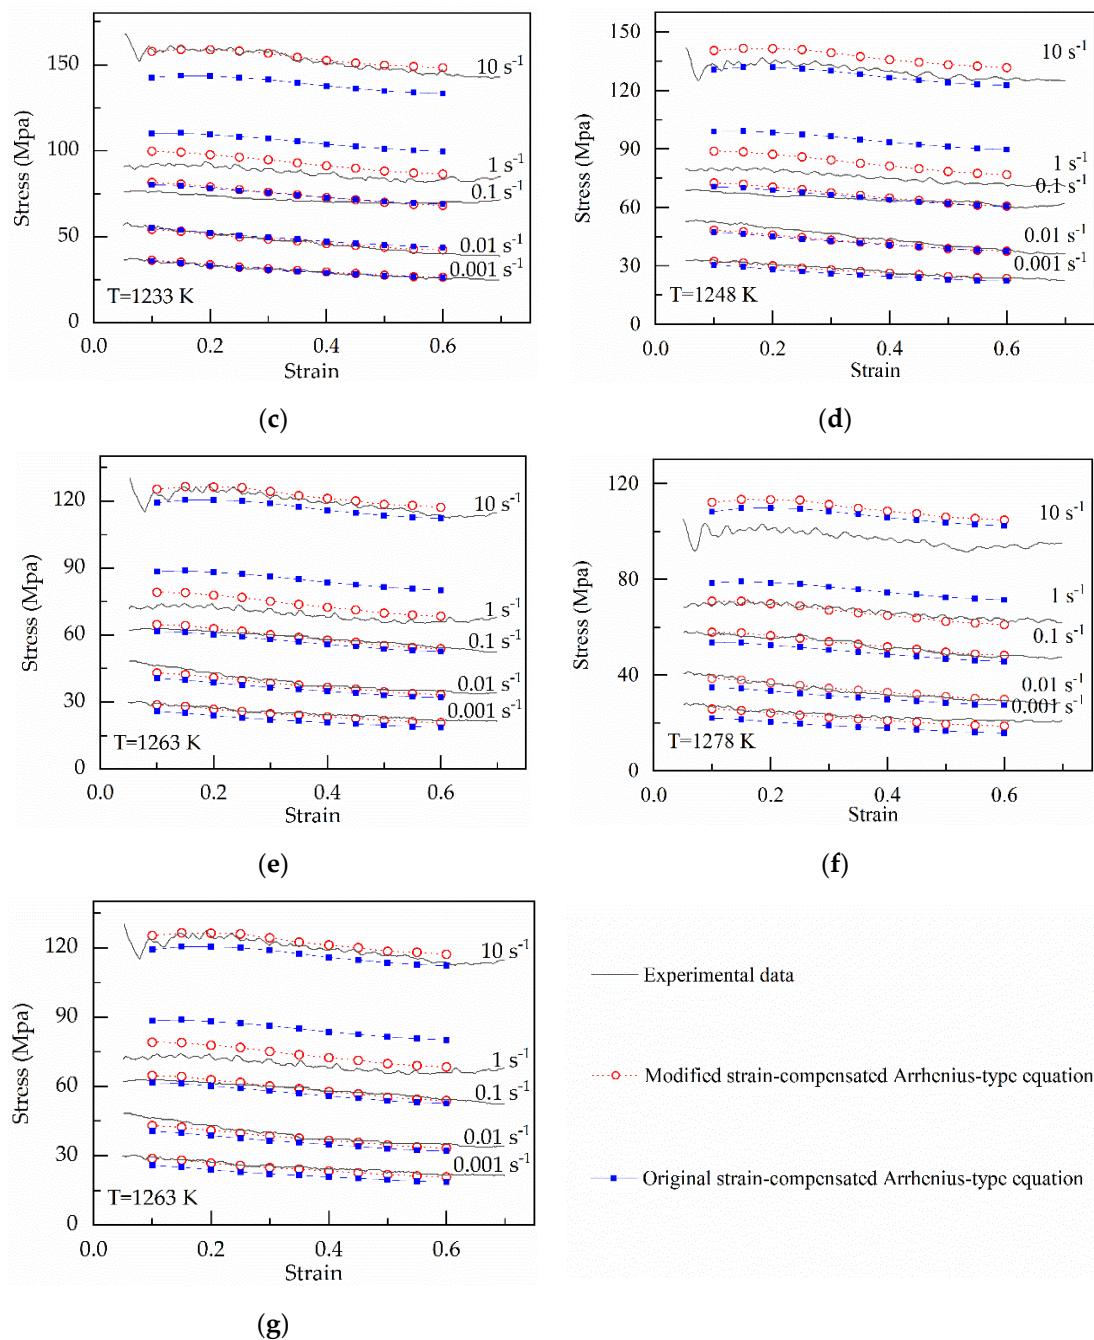 150
100
50
0
Stress (Mpa)
10 s-1
1 s-1
0.1 s-1
0.01 s-1
0.001 s-1
T=1233 K
0.0 0.2 0.4 0.6
Strain
(c)
150
120
90
60
30
0
Stress (Mpa)
10 s-1
1 s-1
0.1 s-1
0.01 s-1
0.001 s-1
T=1248 K
0.0 0.2 0.4 0.6
Strain
(d)
120
90
60
30
0
Stress (Mpa)
10 s-1
1 s-1
0.1 s-1
0.01 s-1
0.001 s-1
T=1263 K
0.0 0.2 0.4 0.6
Strain
(e)
120
80
40
0
Stress (Mpa)
10 s-1
1 s-1
0.1 s-1
0.01 s-1
0.001 s-1
T=1278 K
0.0 0.2 0.4 0.6
Strain
(f)
120
90
60
30
0
Stress (Mpa)
10 s-1
1 s-1
0.1 s-1
0.01 s-1
0.001 s-1
T=1263 K
0.0 0.2 0.4 0.6
Strain
(g)
Experimental data
Modified strain-compensated Arrhenius-type equation
Original strain-compensated Arrhenius-type equation